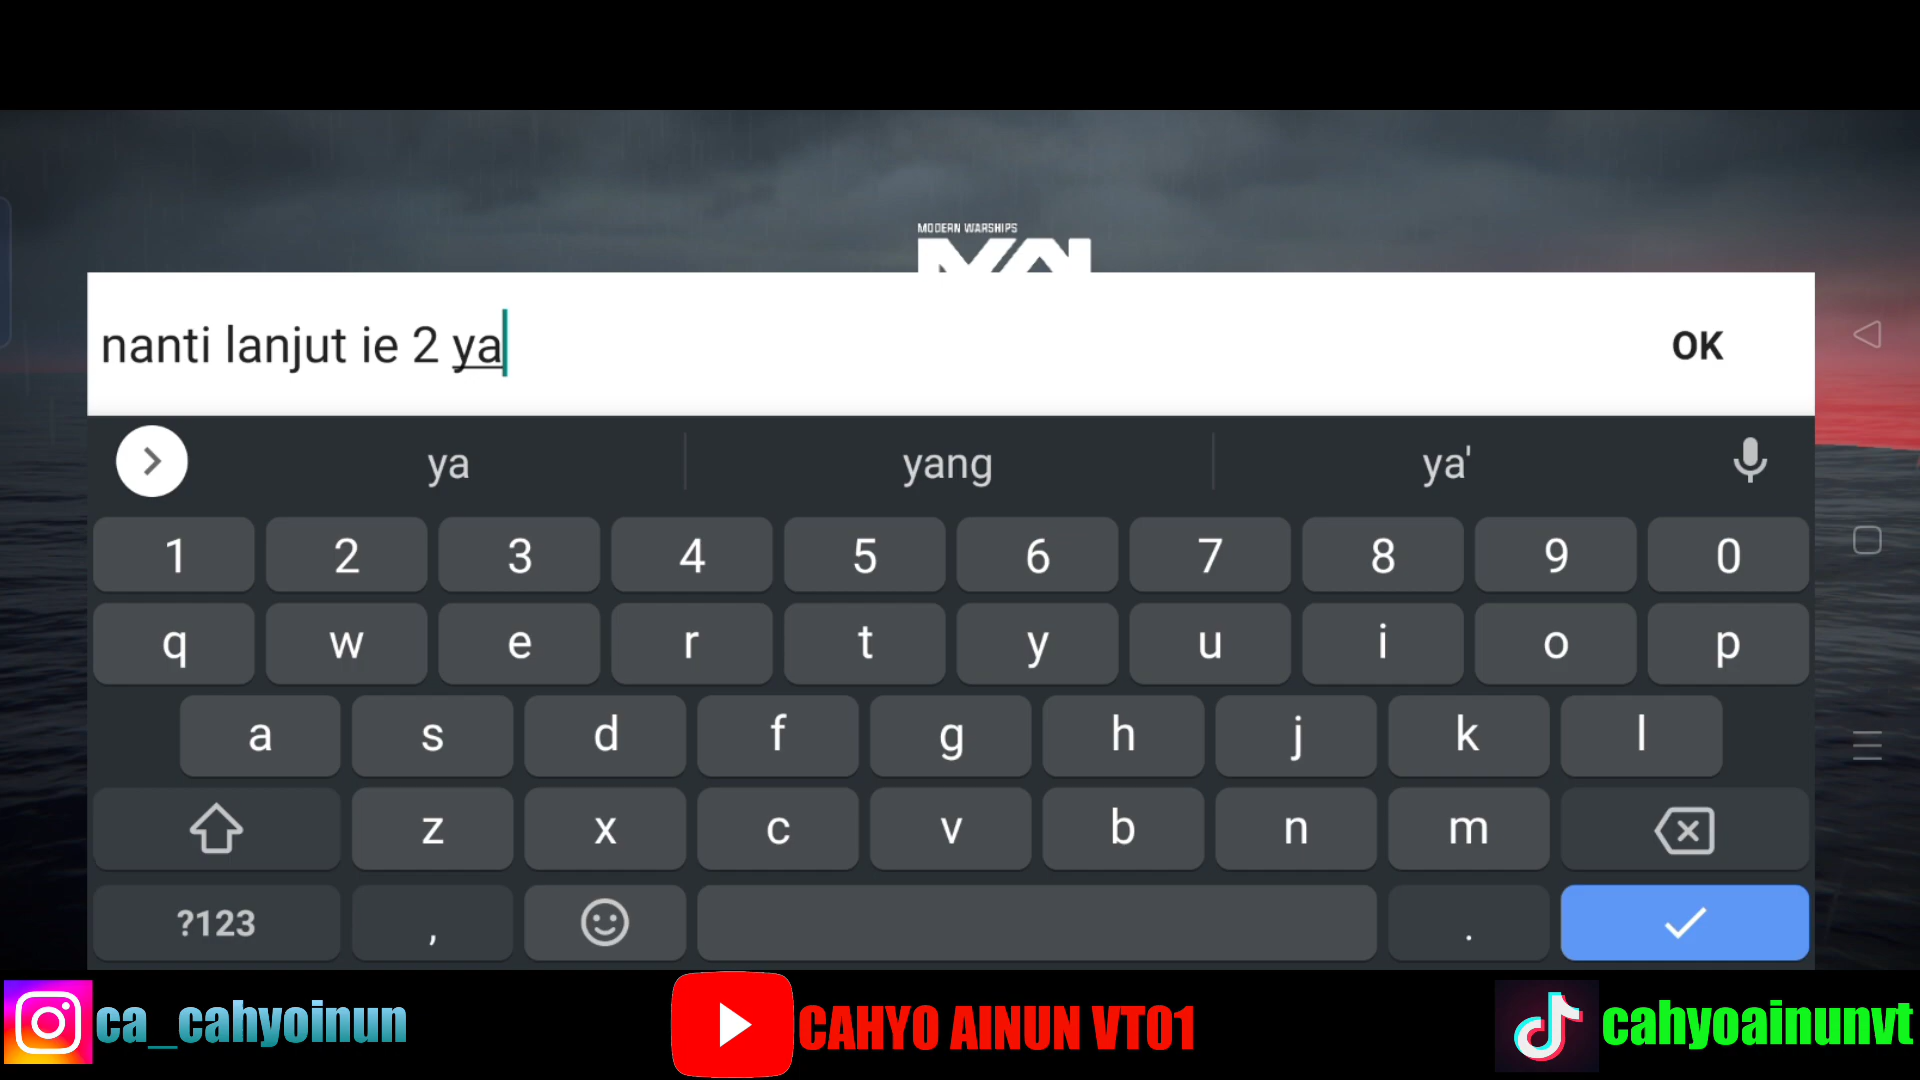 MODERN WARSHIPS
nanti lanjut ie 2 ya
OK
ya yang ya'
1 2 3 4 5 6 7 8 9 0
q w e r t y u i o p
a s d f g h j k l
z x c v b n m
?123 , .
ca_cahyoinun
CAHYO AINUN VT01
cahyoainunvt